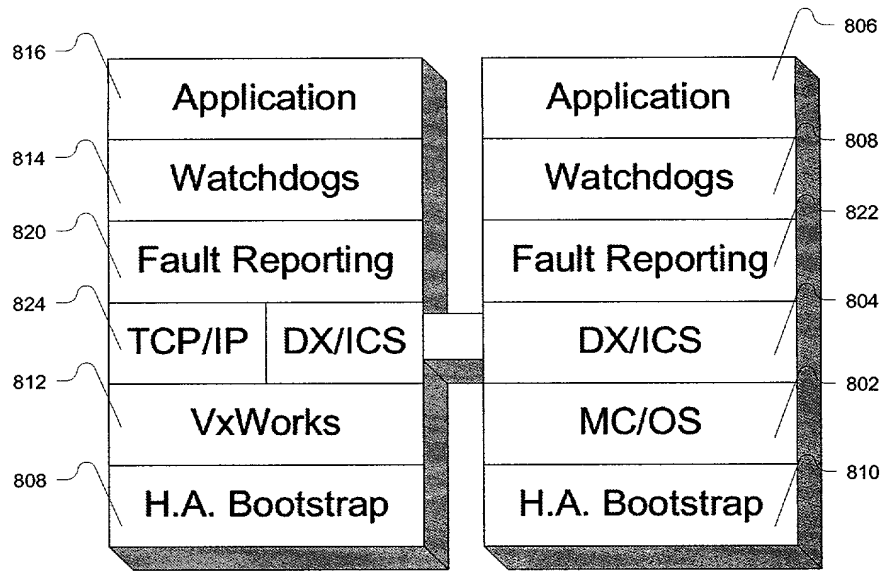 816
Application
814
Watchdogs
820
Fault Reporting
824
TCP/IP
DX/ICS
812
VxWorks
808
H.A. Bootstrap
806
Application
808
Watchdogs
822
Fault Reporting
804
DX/ICS
802
MC/OS
810
H.A. Bootstrap